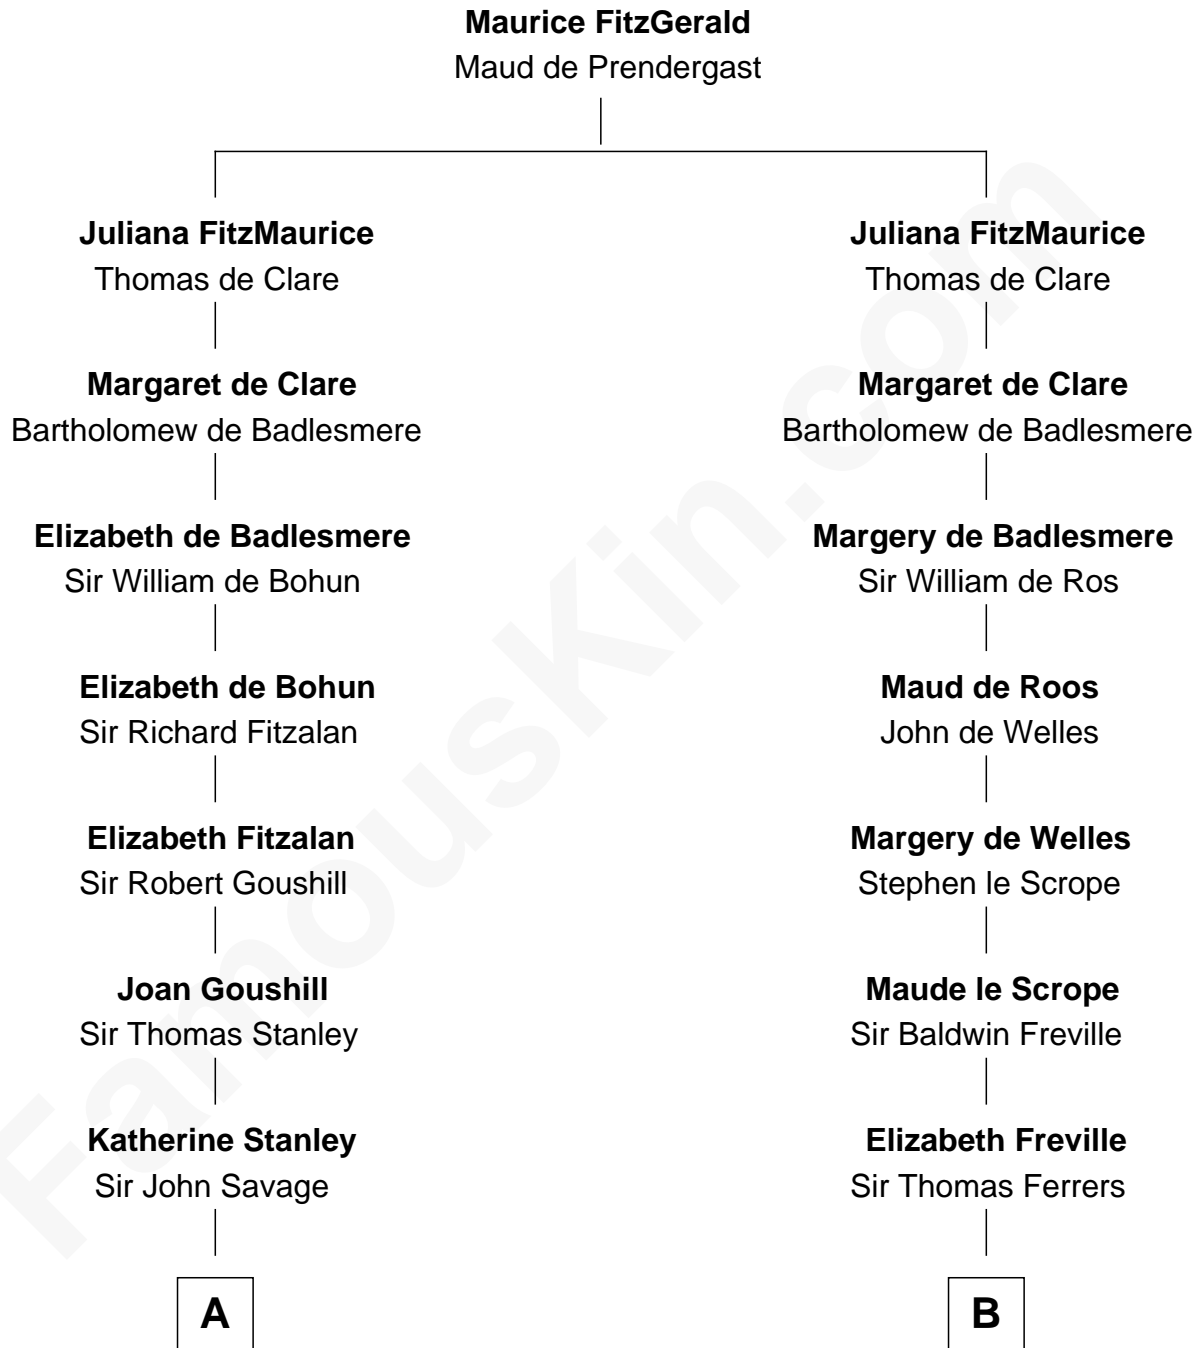 Maurice FitzGerald
Maud de Prendergast
Juliana FitzMaurice
Thomas de Clare
Juliana FitzMaurice
Thomas de Clare
Margaret de Clare
Bartholomew de Badlesmere
Margaret de Clare
Bartholomew de Badlesmere
Elizabeth de Badlesmere
Sir William de Bohun
Margery de Badlesmere
Sir William de Ros
Elizabeth de Bohun
Sir Richard Fitzalan
Maud de Roos
John de Welles
Elizabeth Fitzalan
Sir Robert Goushill
Margery de Welles
Stephen le Scrope
Joan Goushill
Sir Thomas Stanley
Maude le Scrope
Sir Baldwin Freville
Katherine Stanley
Sir John Savage
Elizabeth Freville
Sir Thomas Ferrers
A
B
FamousKin.com